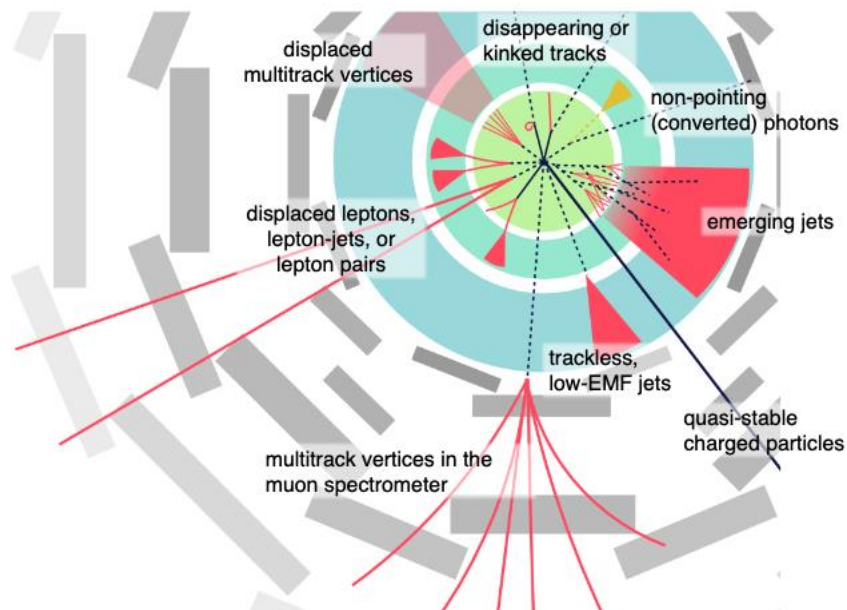 displaced
multitrack vertices
disappearing or
kinked tracks
non-pointing
(converted) photons
displaced leptons,
lepton-jets, or
lepton pairs
emerging jets
trackless,
low-EMF jets
quasi-stable
charged particles
multitrack vertices in the
muon spectrometer